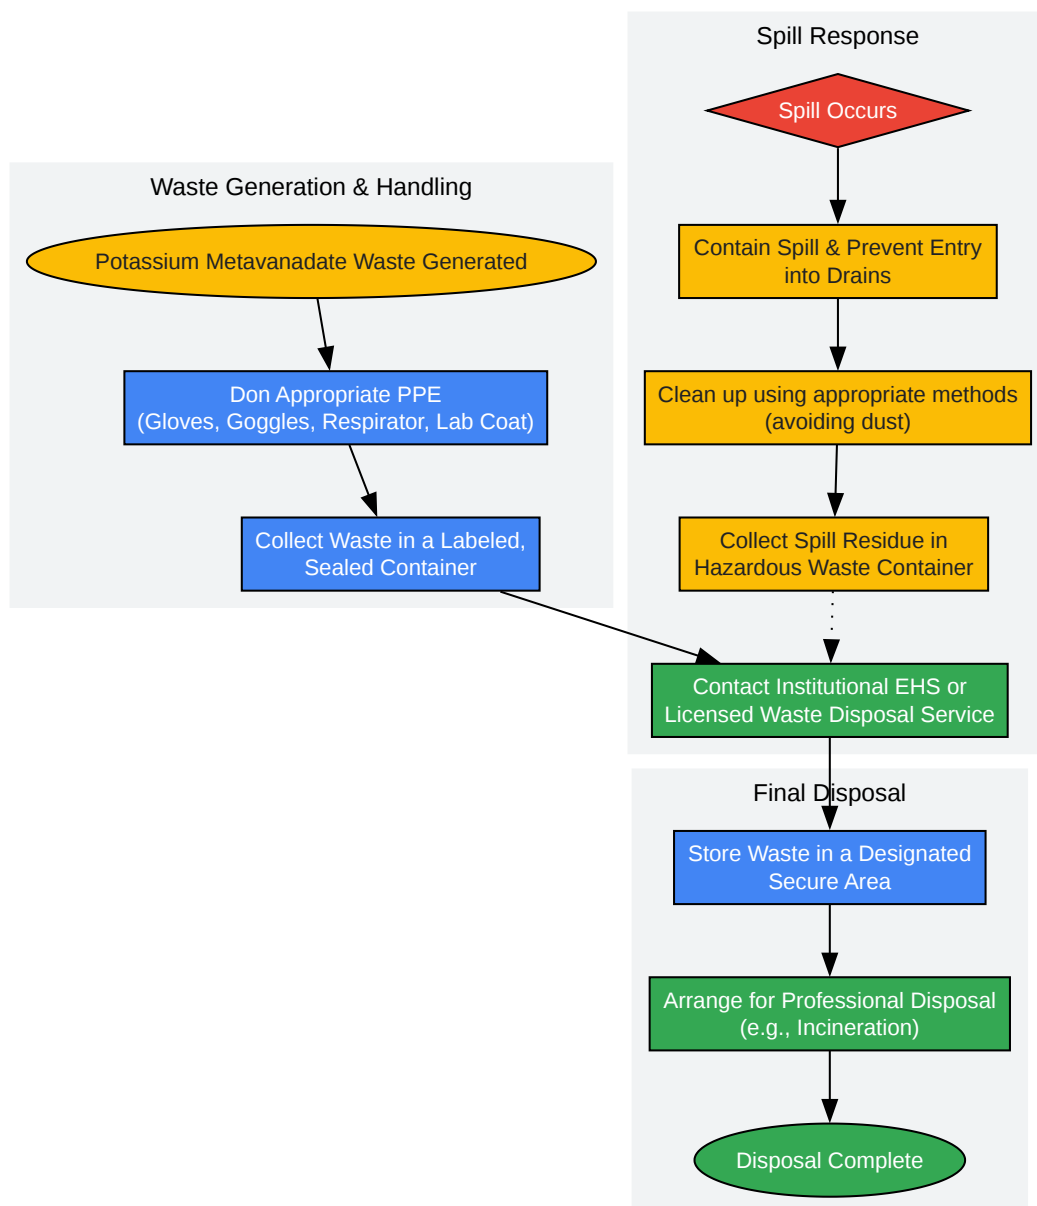 Spill Response
Spill Occurs
Waste Generation & Handling
Potassium Metavanadate Waste Generated
Contain Spill & Prevent Entry
into Drains
Don Appropriate PPE
(Gloves, Goggles, Respirator, Lab Coat)
Clean up using appropriate methods
(avoiding dust)
Collect Waste in a Labeled,
Sealed Container
Collect Spill Residue in
Hazardous Waste Container
Contact Institutional EHS or
Licensed Waste Disposal Service
Final Disposal
Store Waste in a Designated
Secure Area
Arrange for Professional Disposal
(e.g., Incineration)
Disposal Complete